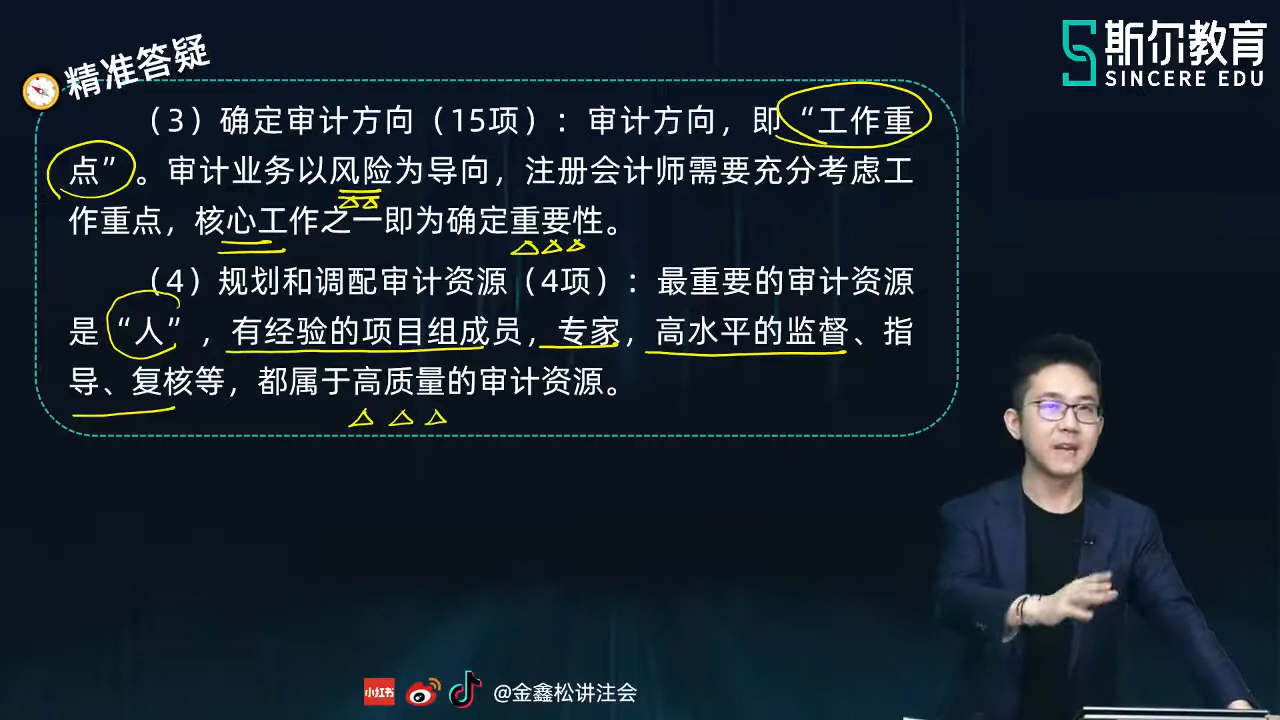 精准答疑
斯尔教育
SINCERE EDU
（3）确定审计方向（15项）：审计方向，即“工作重
点”。审计业务以风险为导向，注册会计师需要充分考虑工
作重点，核心工作之一即为确定重要性。
（4）规划和调配审计资源（4项）：最重要的审计资源
是“人”，有经验的项目组成员，专家，高水平的监督、指
导、复核等，都属于高质量的审计资源。
小红书
@金鑫松讲注会